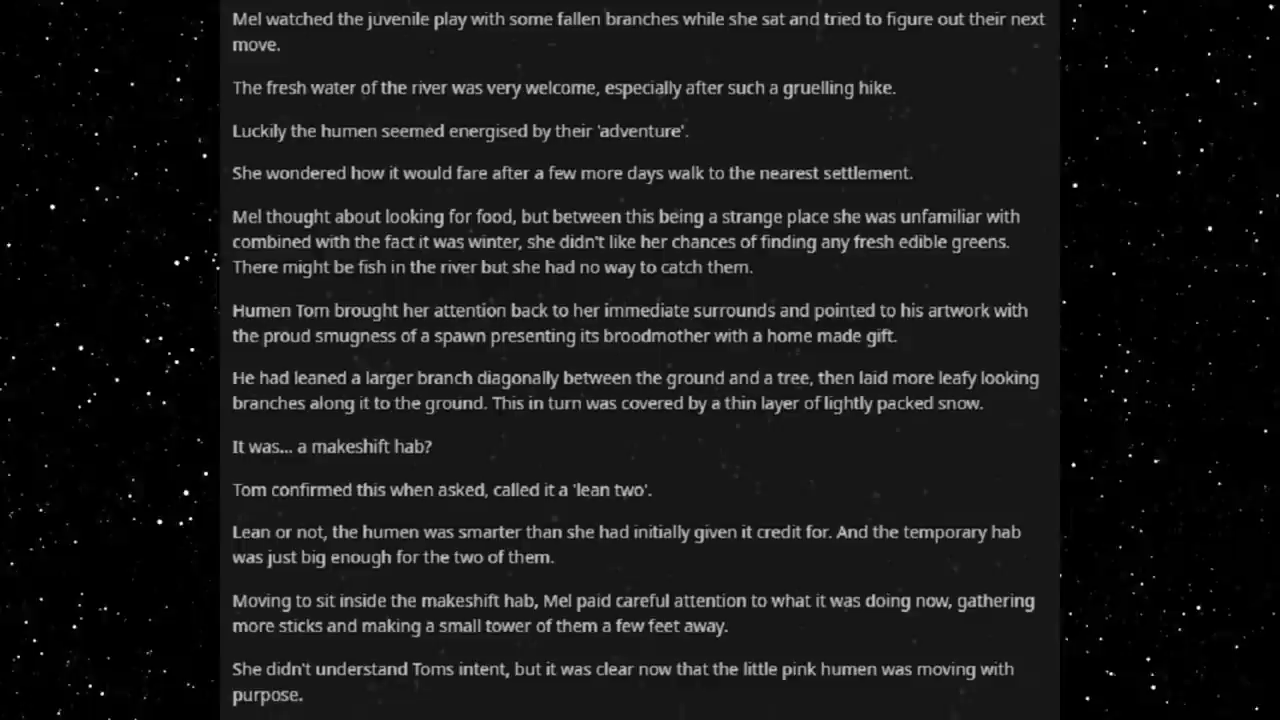 Mel watched the juvenile play with some fallen branches while she sat and tried to figure out their next
move.
The fresh water of the river was very welcome, especially after such a gruelling hike.
Luckily the humen seemed energised by their 'adventure'.
She wondered how it would fare after a few more days walk to the nearest settlement.
Mel thought about looking for food, but between this being a strange place she was unfamiliar with
combined with the fact it was winter, she didn't like her chances of finding any fresh edible greens.
There might be fish in the river but she had no way to catch them.
Humen Tom brought her attention back to her immediate surrounds and pointed to his artwork with
the proud smugness of a spawn presenting its broodmother with a home made gift.
He had leaned a larger branch diagonally between the ground and a tree, then laid more leafy looking
branches along it to the ground. This in turn was covered by a thin layer of lightly packed snow.
It was... a makeshift hab?
Tom confirmed this when asked, called it a 'lean two'.
Lean or not, the humen was smarter than she had initially given it credit for. And the temporary hab
was just big enough for the two of them.
Moving to sit inside the makeshift hab, Mel paid careful attention to what it was doing now, gathering
more sticks and making a small tower of them a few feet away.
She didn't understand Toms intent, but it was clear now that the little pink humen was moving with
purpose.